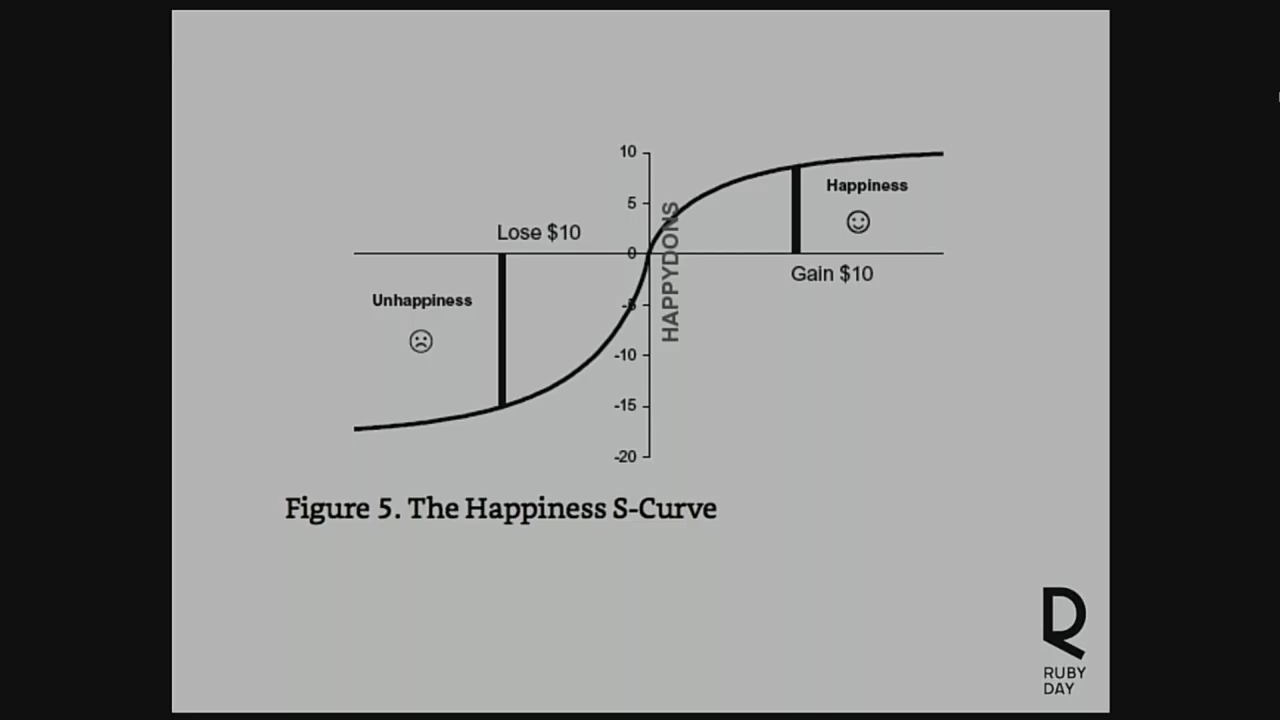 10
5
0
-5
-10
-15
-20
HAPPYDONS
Lose $10
Gain $10
Happiness
Unhappiness
Figure 5. The Happiness S-Curve
RUBY
DAY